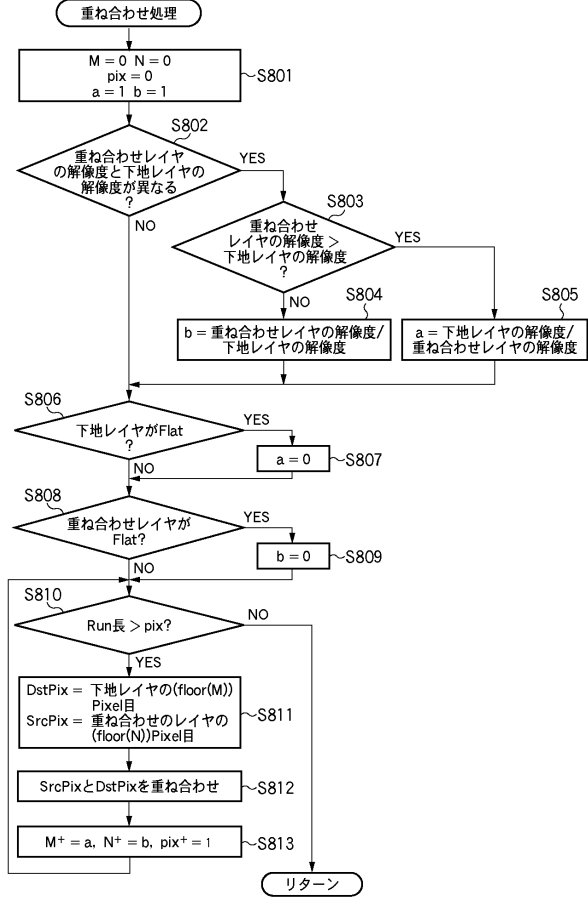 重ね合わせ処理
M=0 N=0
pix=0
a=1 b=1
S801
S802
重ね合わせレイヤ
の解像度と下地レイヤの
解像度が異なる
?
YES
NO
S803
重ね合わせ
レイヤの解像度 >
下地レイヤの解像度
?
YES
NO
S804
b = 重ね合わせレイヤの解像度/
下地レイヤの解像度
S805
a = 下地レイヤの解像度/
重ね合わせレイヤの解像度
S806
下地レイヤがFlat
?
YES
NO
a=0
S807
S808
重ね合わせレイヤが
Flat?
YES
NO
b=0
S809
S810
Run長 > pix?
NO
YES
DstPix = 下地レイヤの(floor(M))
Pixel目
SrcPix = 重ね合わせのレイヤの
(floor(N))Pixel目
S811
SrcPixとDstPixを重ね合わせ
S812
M⁺=a, N⁺=b, pix⁺=1
S813
リターン